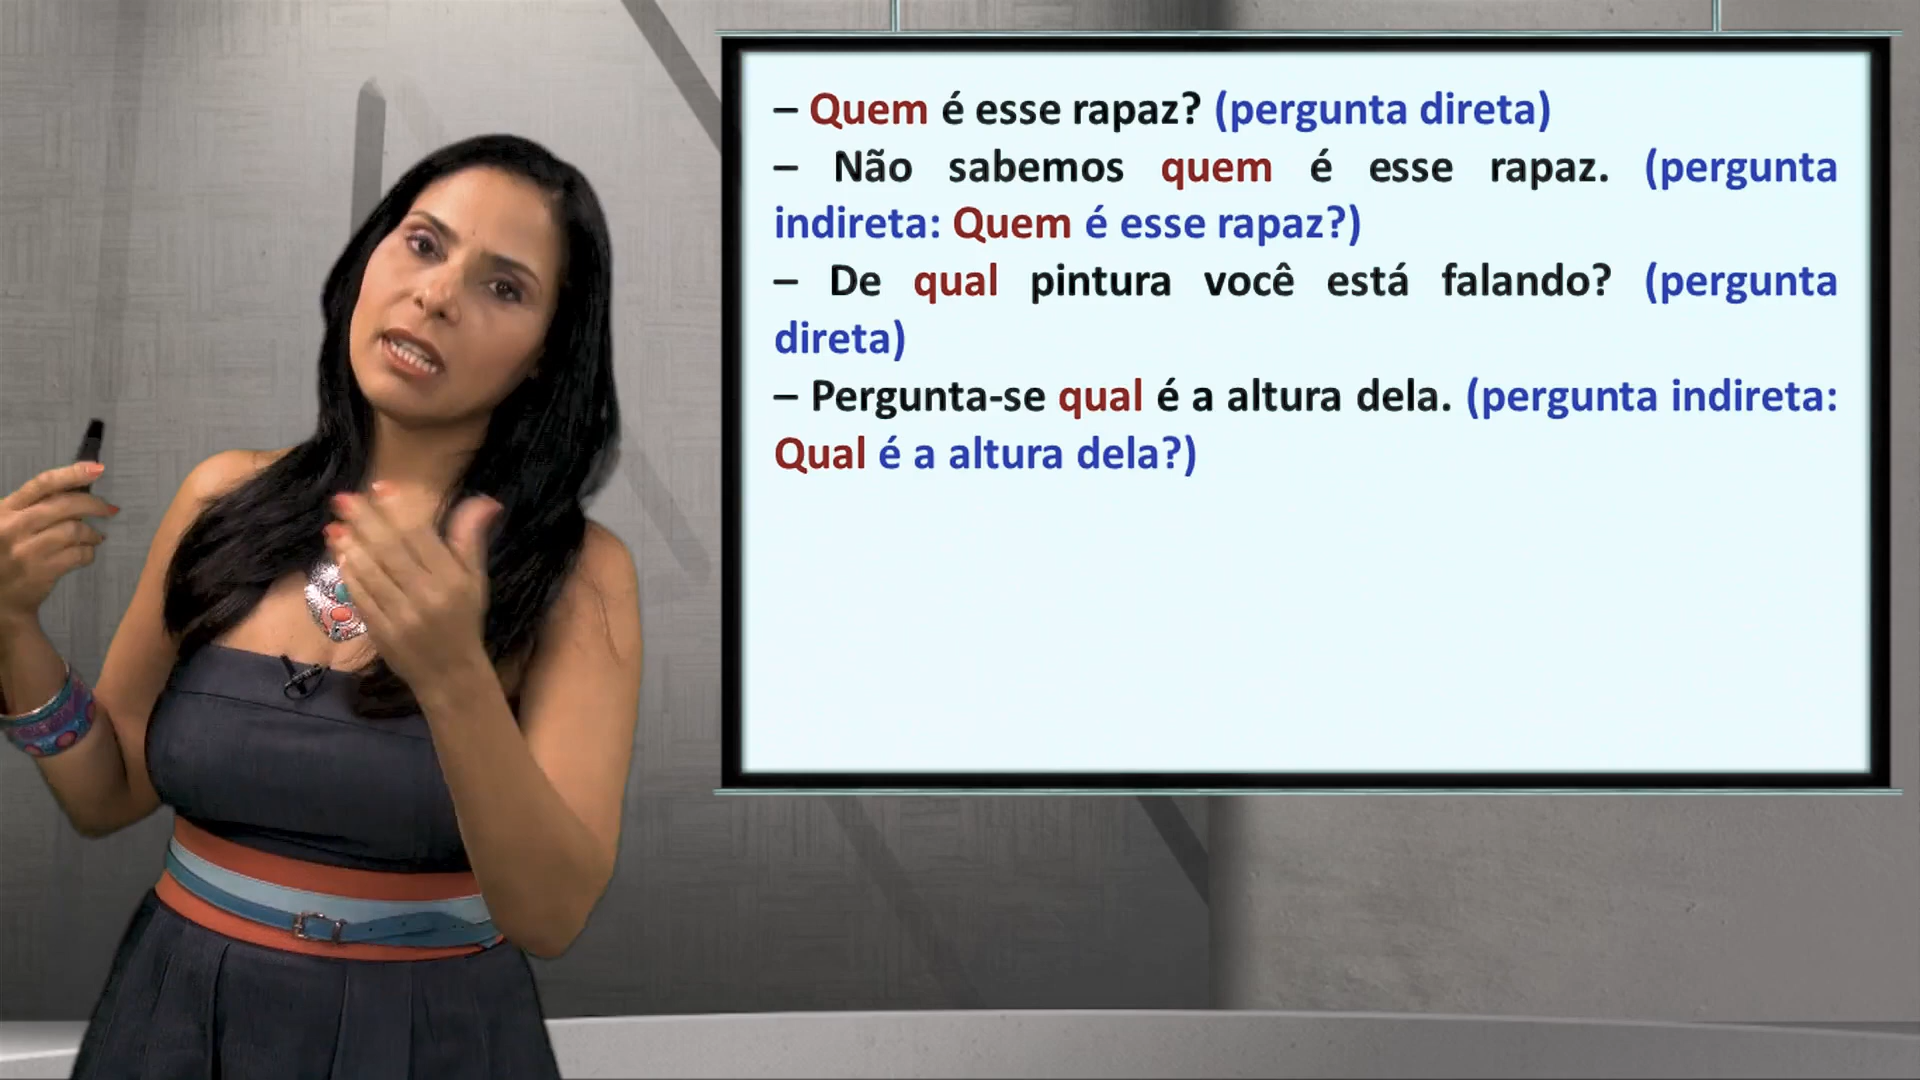 – Quem é esse rapaz? (pergunta direta)
– Não sabemos quem é esse rapaz. (pergunta
indireta: Quem é esse rapaz?)
– De qual pintura você está falando? (pergunta
direta)
– Pergunta-se qual é a altura dela. (pergunta indireta:
Qual é a altura dela?)